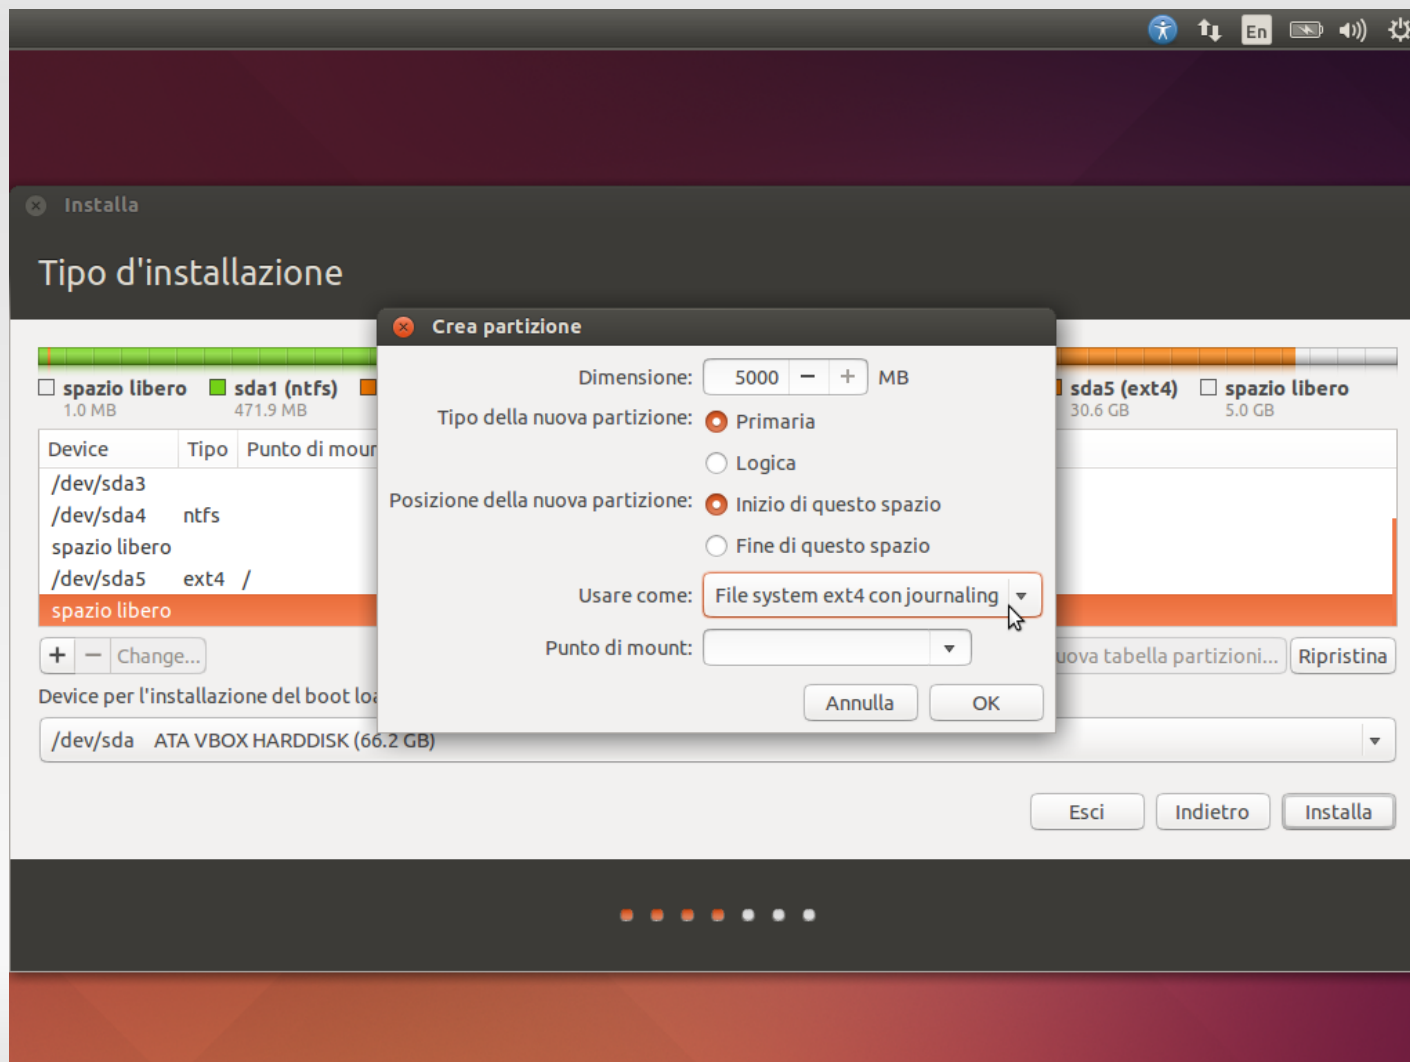 En
Installa
Tipo d'installazione
Crea partizione
Dimensione: 5000 − + MB
Tipo della nuova partizione: Primaria
Logica
Posizione della nuova partizione: Inizio di questo spazio
Fine di questo spazio
Usare come: File system ext4 con journaling
Punto di mount:
Annulla OK
spazio libero sda1 (ntfs) sda5 (ext4) spazio libero
1.0 MB 471.9 MB 30.6 GB 5.0 GB
Device Tipo Punto di moun
/dev/sda3
/dev/sda4 ntfs
spazio libero
/dev/sda5 ext4 /
spazio libero
+ − Change... uova tabella partizioni... Ripristina
Device per l'installazione del boot loa
/dev/sda ATA VBOX HARDDISK (66.2 GB)
Esci Indietro Installa